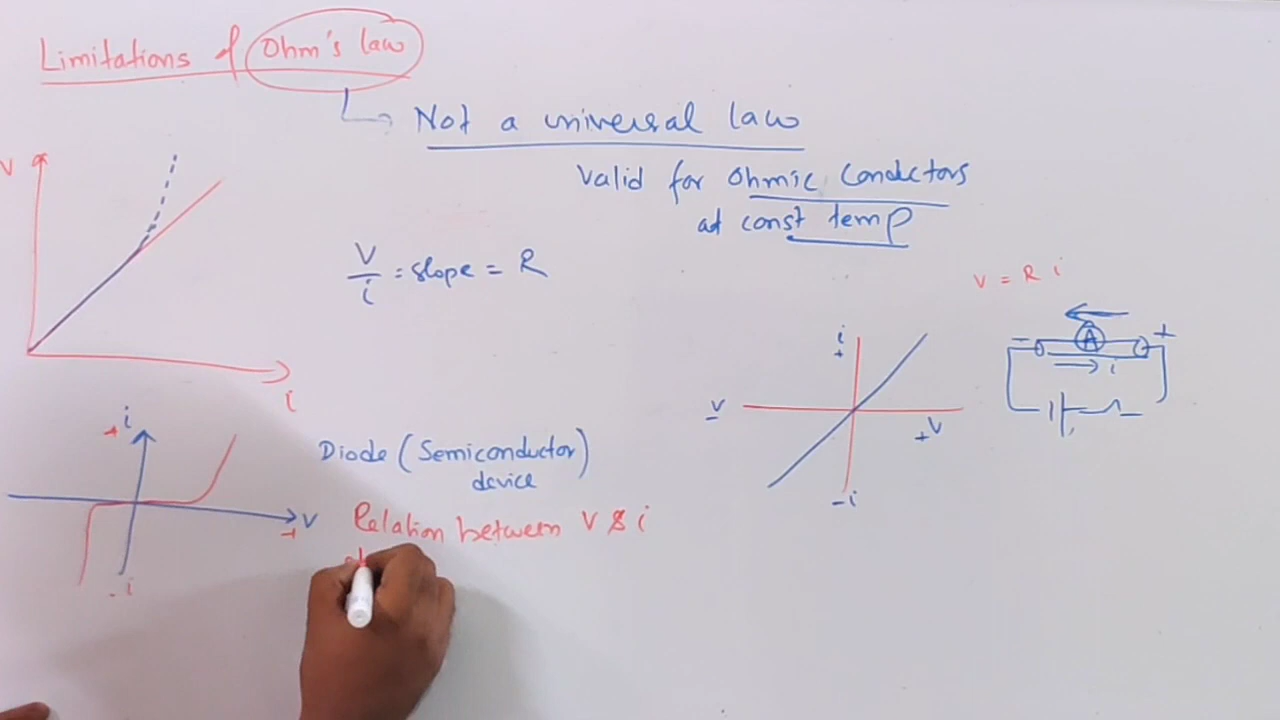 Limitations of Ohm's law
Not a universal law
Valid for Ohmic Conductors
at const temp
V
V
i = slope = R
i
V = R i
- A +
i
i
+
V
-
V
+
-i
i
+
V
+
-i
Diode (Semiconductor)
device
Relation between V & i